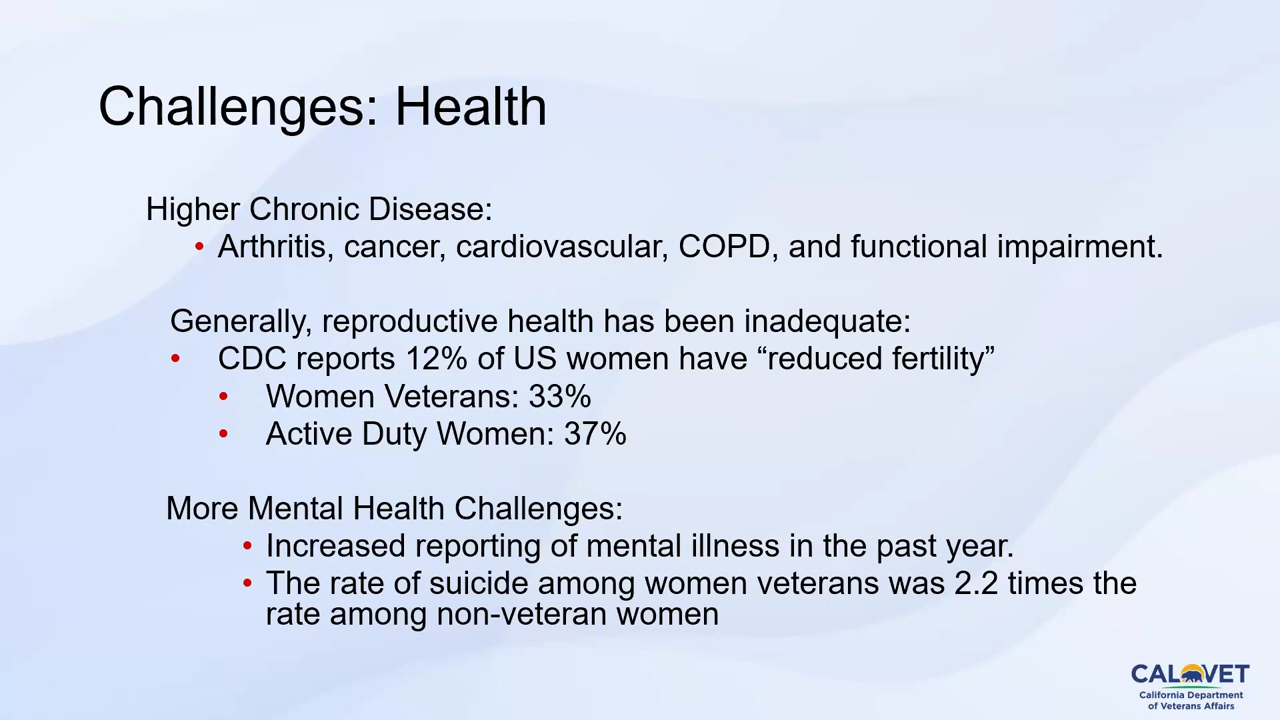 Challenges: Health
Higher Chronic Disease:
• Arthritis, cancer, cardiovascular, COPD, and functional impairment.
Generally, reproductive health has been inadequate:
• CDC reports 12% of US women have “reduced fertility”
• Women Veterans: 33%
• Active Duty Women: 37%
More Mental Health Challenges:
• Increased reporting of mental illness in the past year.
• The rate of suicide among women veterans was 2.2 times the
rate among non-veteran women
CALVET
California Department
of Veterans Affairs